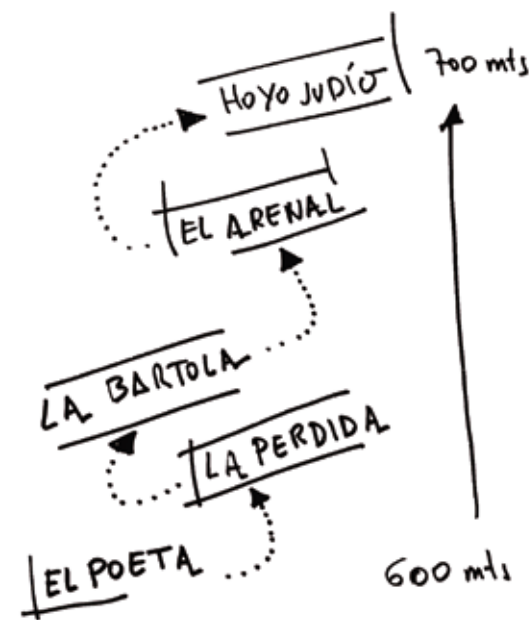 HOYO JUDÍO
700 mts
EL ARENAL
LA BARTOLA
LA PERDIDA
EL POETA
600 mts